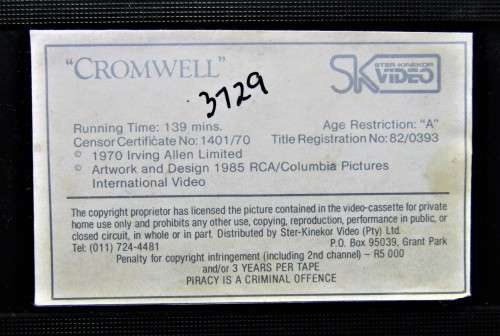 "CROMWELL"
SK STER-KINEKOR VIDEO
3729
Running Time: 139 mins.
Age Restriction: "A"
Censor Certificate No: 1401/70
Title Registration No: 82/0393
© 1970 Irving Allen Limited
© Artwork and Design 1985 RCA/Columbia Pictures
International Video
The copyright proprietor has licensed the picture contained in the video-cassette for private
home use only and prohibits any other use, copying, reproduction, performance in public, or
closed circuit, in whole or in part. Distributed by Ster-Kinekor Video (Pty) Ltd.
Tel: (011) 724-4481
P.O. Box 95039, Grant Park
Penalty for copyright infringement (including 2nd channel) – R5 000
and/or 3 YEARS PER TAPE
PIRACY IS A CRIMINAL OFFENCE